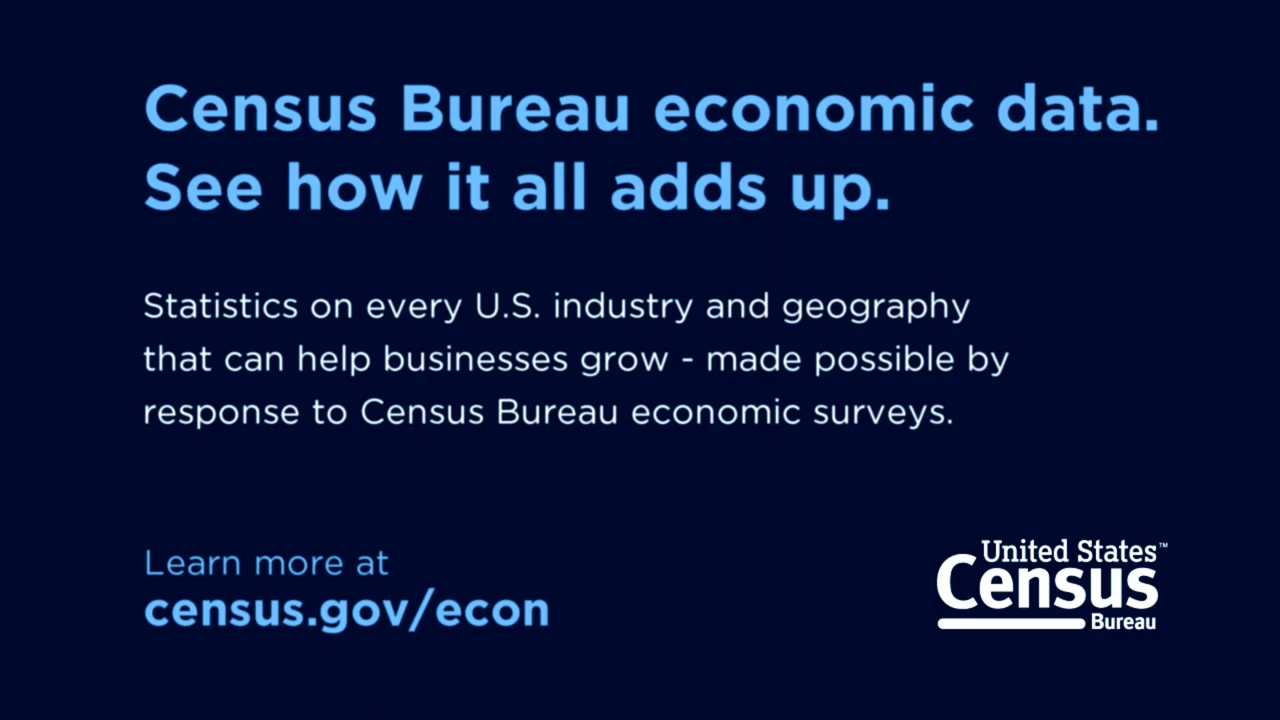 Census Bureau economic data.
See how it all adds up.
Statistics on every U.S. industry and geography
that can help businesses grow - made possible by
response to Census Bureau economic surveys.
Learn more at
census.gov/econ
United States™
Census
Bureau